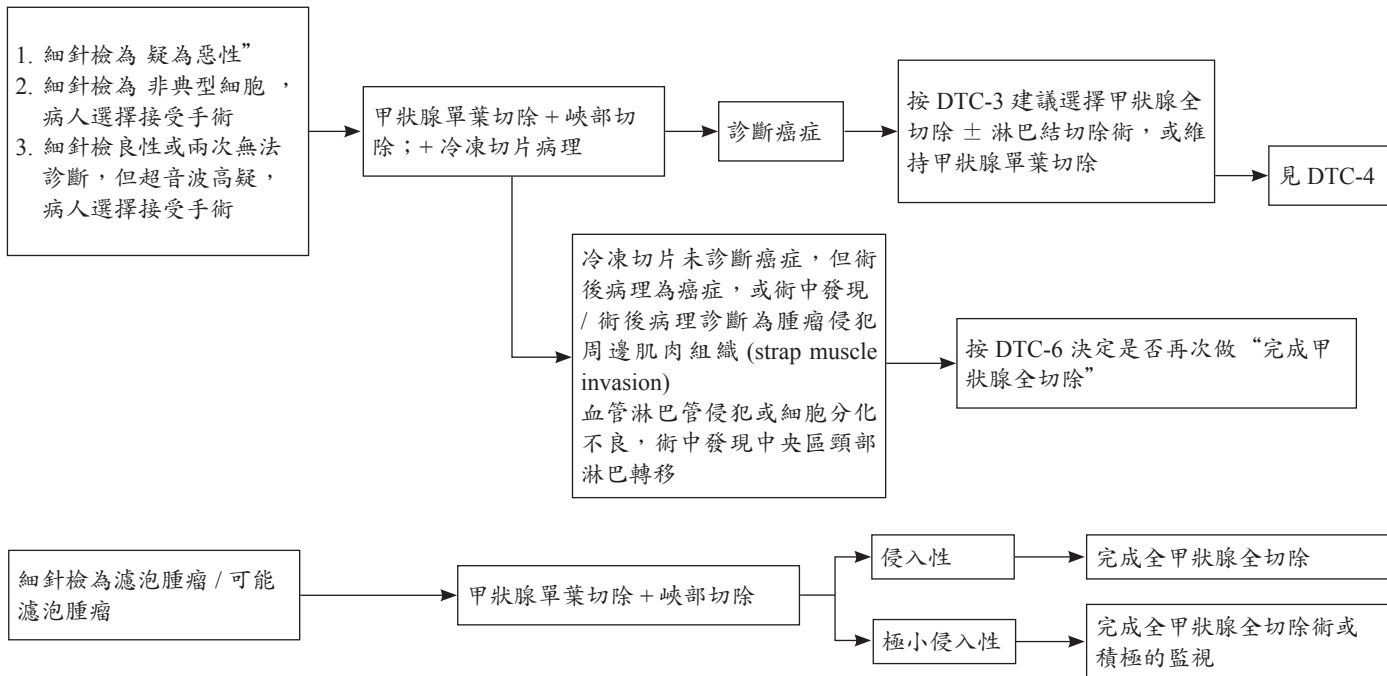 1. 細針檢為 疑為惡性”
2. 細針檢為 非典型細胞 ，
病人選擇接受手術
3. 細針檢良性或兩次無法
診斷，但超音波高疑，
病人選擇接受手術
甲狀腺單葉切除 + 峽部切
除；+ 冷凍切片病理
診斷癌症
按 DTC-3 建議選擇甲狀腺全
切除 ± 淋巴結切除術，或維
持甲狀腺單葉切除
見 DTC-4
冷凍切片未診斷癌症，但術
後病理為癌症，或術中發現
/ 術後病理診斷為腫瘤侵犯
周邊肌肉組織 (strap muscle
invasion)
血管淋巴管侵犯或細胞分化
不良，術中發現中央區頸部
淋巴轉移
按 DTC-6 決定是否再次做 “完成甲
狀腺全切除”
細針檢為濾泡腫瘤 / 可能
濾泡腫瘤
甲狀腺單葉切除 + 峽部切除
侵入性
完成全甲狀腺全切除
極小侵入性
完成全甲狀腺全切除術或
積極的監視